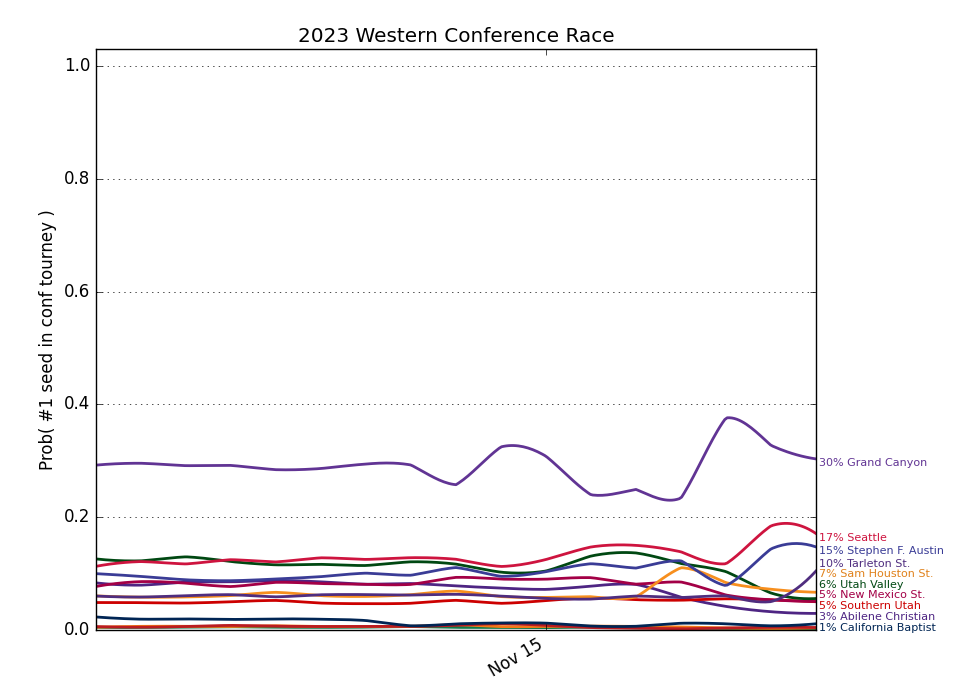 2023 Western Conference Race
Prob( #1 seed in conf tourney )
1.0
0.8
0.6
0.4
0.2
0.0
Nov 15
30% Grand Canyon
17% Seattle
15% Stephen F. Austin
10% Tarleton St.
7% Sam Houston St.
6% Utah Valley
5% New Mexico St.
5% Southern Utah
3% Abilene Christian
1% California Baptist